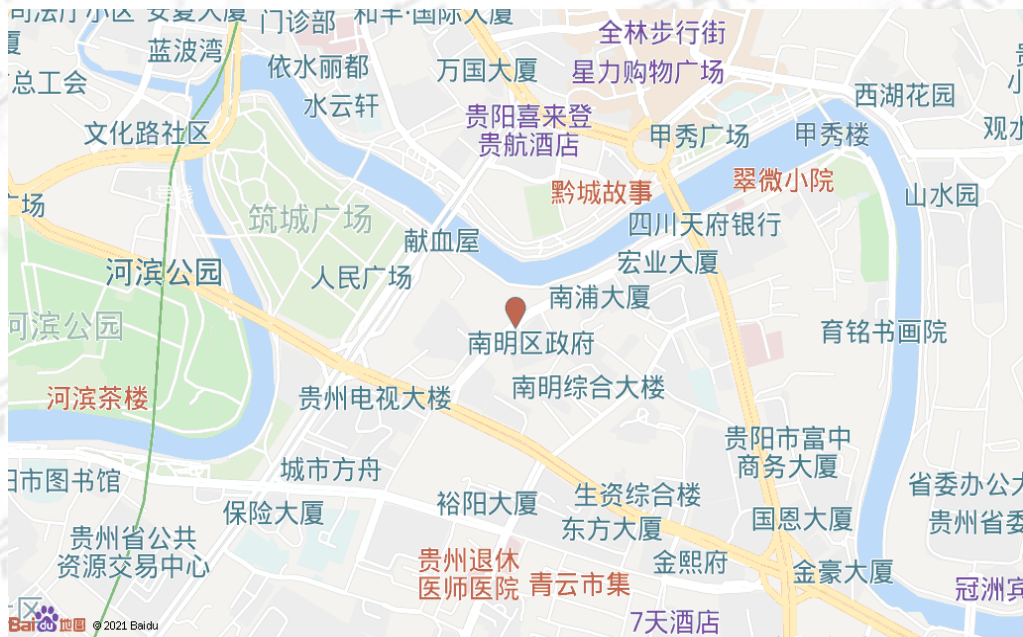 司法厅小区
安夏大厦
门诊部
和平·国际大厦
厦
蓝波湾
依水丽都
万国大厦
全林步行街
星力购物广场
总工会
水云轩
西湖花园
文化路社区
贵阳喜来登
贵航酒店
甲秀广场
甲秀楼
观水
1号线
黔城故事
翠微小院
山水园
广场
筑城广场
献血屋
四川天府银行
宏业大厦
河滨公园
人民广场
南浦大厦
河滨公园
南明区政府
育铭书画院
河滨茶楼
贵州电视大楼
南明综合大楼
贵阳市富中
商务大厦
阳市图书馆
城市方舟
省委办公大
保险大厦
裕阳大厦
生资综合楼
国恩大厦
贵州省委
东方大厦
贵州省公共
资源交易中心
贵州退休
医师医院
青云市集
金熙府
金豪大厦
冠洲宾
社区
7天酒店
Bai du 地图
© 2021 Baidu